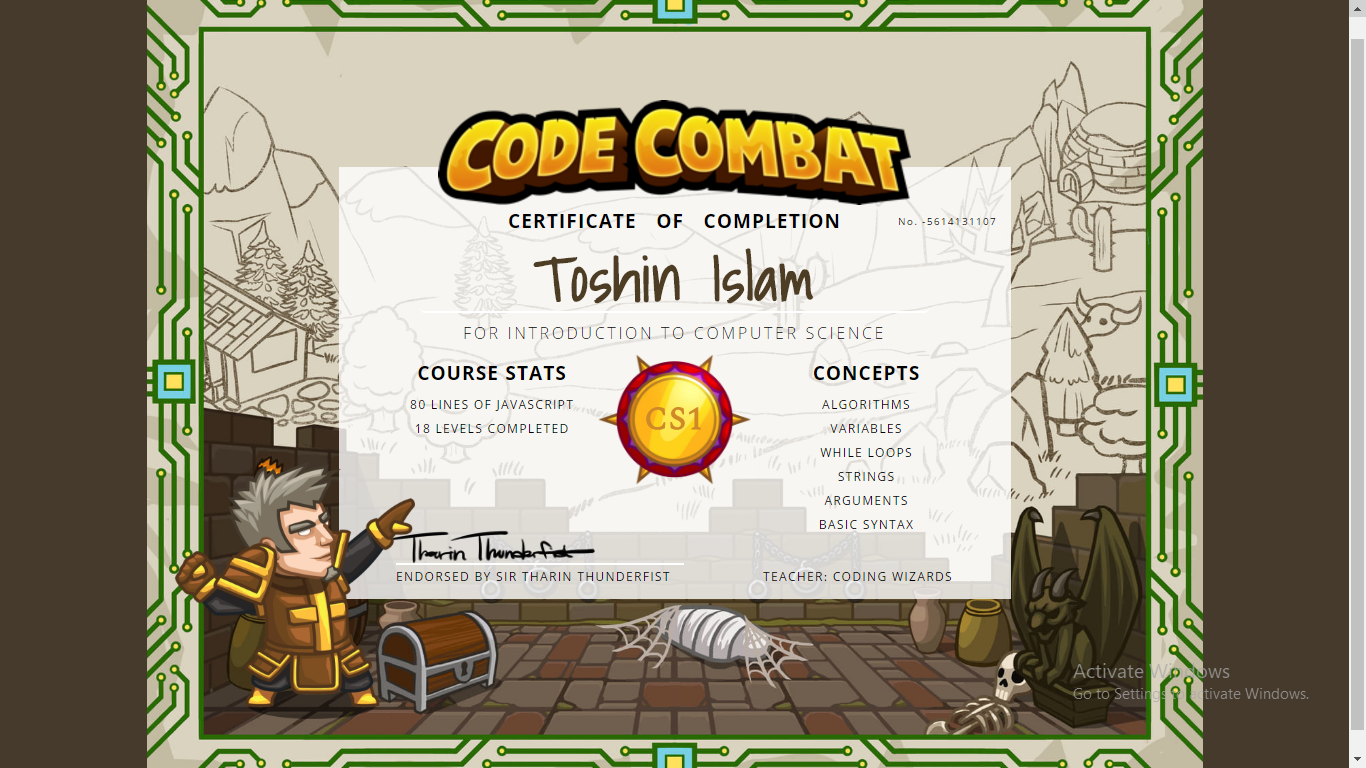 CODE COMBAT
CERTIFICATE OF COMPLETION
No. -5614131107
Toshin Islam
FOR INTRODUCTION TO COMPUTER SCIENCE
COURSE STATS
80 LINES OF JAVASCRIPT
18 LEVELS COMPLETED
CS1
CONCEPTS
ALGORITHMS
VARIABLES
WHILE LOOPS
STRINGS
ARGUMENTS
BASIC SYNTAX
Tharin Thunderfist
ENDORSED BY SIR THARIN THUNDERFIST
TEACHER: CODING WIZARDS
Activate Windows
Go to Settings to activate Windows.